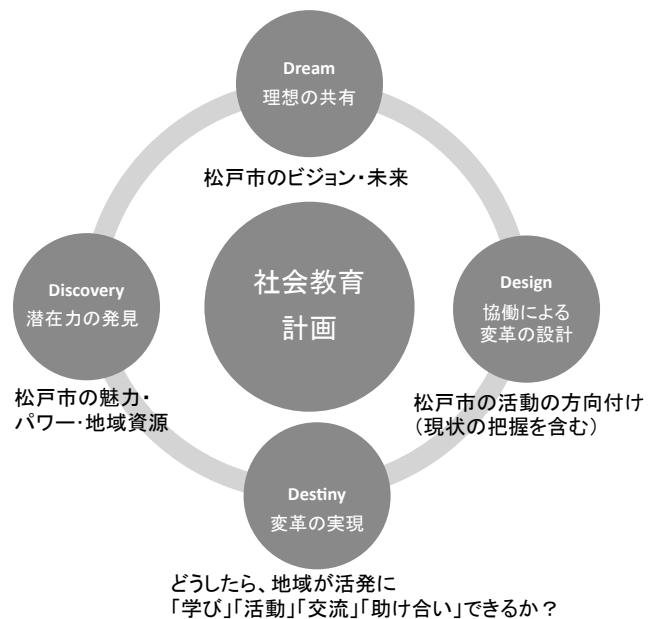 Dream
理想の共有
松戸市のビジョン・未来
Discovery
潜在力の発見
松戸市の魅力・
パワー・地域資源
社会教育
計画
Design
協働による
変革の設計
松戸市の活動の方向付け
（現状の把握を含む）
Destiny
変革の実現
どうしたら、地域が活発に
「学び」「活動」「交流」「助け合い」できるか？